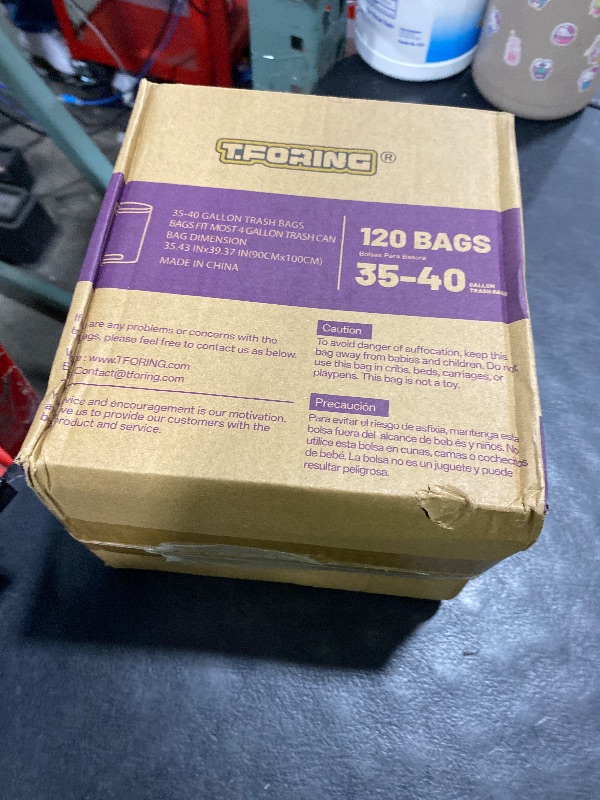 T.FORING®
35-40 GALLON TRASH BAGS
BAGS FIT MOST 4 GALLON TRASH CAN
BAG DIMENSION
35.43 INx39.37 IN(90CMx100CM)
MADE IN CHINA
120 BAGS
Bolsas Para Basura
35-40 GALLON TRASH BAGS
are any problems or concerns with the
please feel free to contact us as below.
: www.TFORING.com
Contact@tforing.com
and encouragement is our motivation.
us to provide our customers with the
product and service.
Caution
To avoid danger of suffocation, keep this
bag away from babiss and children. Do not
use this bag in cribs, beds, carriages, or
playpens. This bag is not a toy.
Precaución
Para evitar el riesgo de asfixia, mantenga esta
bolsa fuera del alcance de beb és y niños. No
utilice esta bolsa en cunas, camas o cochecitos
de bebé. La bolsa no es un juguete y puede
resultar peligrosa.